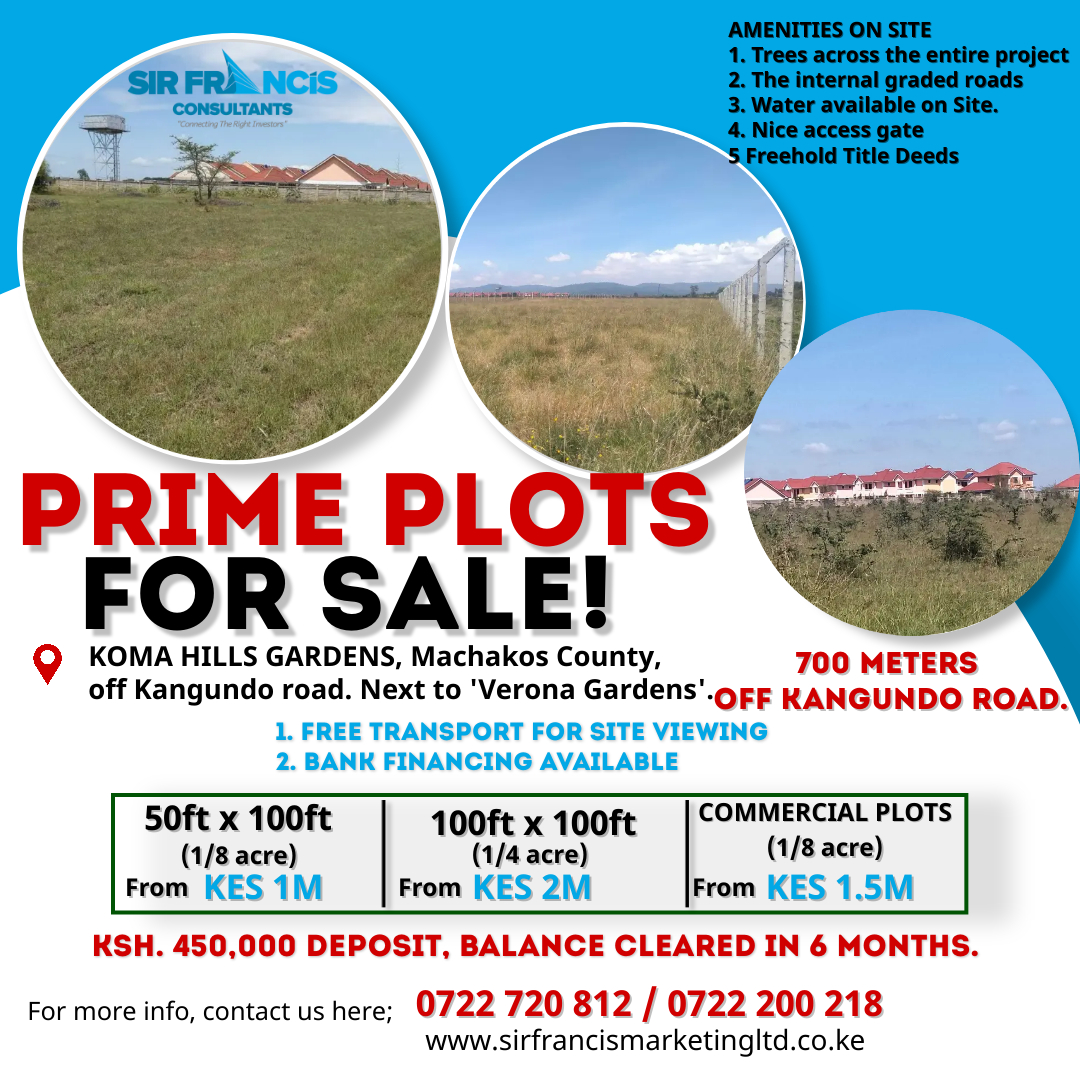 AMENITIES ON SITE
1. Trees across the entire project
2. The internal graded roads
3. Water available on Site.
4. Nice access gate
5 Freehold Title Deeds
SIR FRANCIS
CONSULTANTS
"Connecting The Right Investors"
PRIME PLOTS
FOR SALE!
KOMA HILLS GARDENS, Machakos County,
off Kangundo road. Next to 'Verona Gardens'.
700 METERS
OFF KANGUNDO ROAD.
1. FREE TRANSPORT FOR SITE VIEWING
2. BANK FINANCING AVAILABLE
50ft x 100ft
(1/8 acre)
From KES 1M
100ft x 100ft
(1/4 acre)
From KES 2M
COMMERCIAL PLOTS
(1/8 acre)
From KES 1.5M
KSH. 450,000 DEPOSIT, BALANCE CLEARED IN 6 MONTHS.
For more info, contact us here; 0722 720 812 / 0722 200 218
www.sirfrancismarketingltd.co.ke